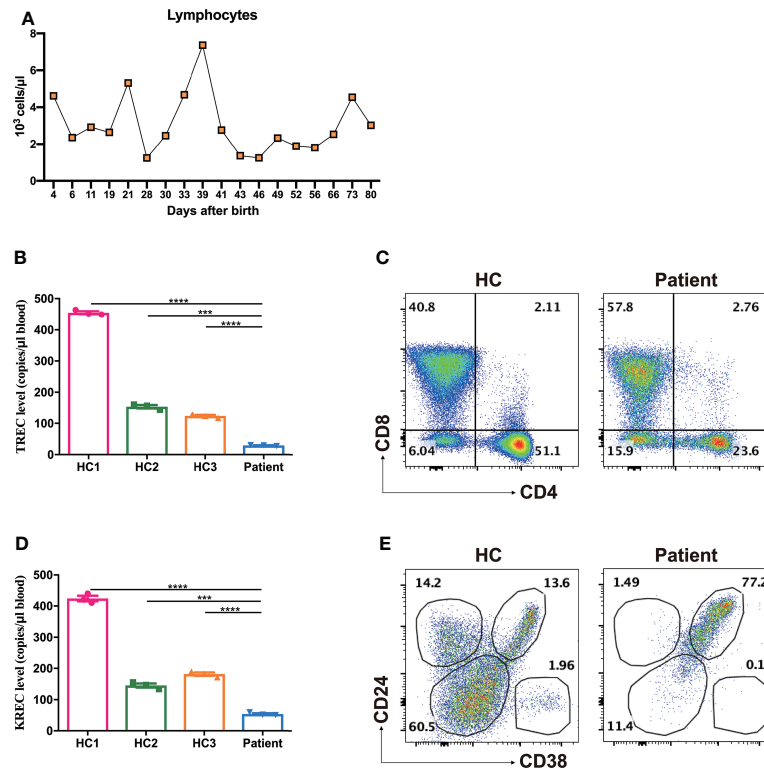 A
Lymphocytes
10³ cells/µl
8
6
4
2
0
4 6 11 19 21 28 30 33 39 41 43 46 49 52 56 66 73 80
Days after birth
B
TREC level (copies/µl blood)
500
400
300
200
100
0
****
***
****
HC1 HC2 HC3 Patient
C
HC Patient
40.8 2.11 57.8 2.76
6.04 51.1 15.9 23.6
CD8
CD4
D
KREC level (copies/µl blood)
500
400
300
200
100
0
****
***
****
HC1 HC2 HC3 Patient
E
HC Patient
14.2 13.6 1.49 77.2
1.96 0.1
60.5 11.4
CD24
CD38